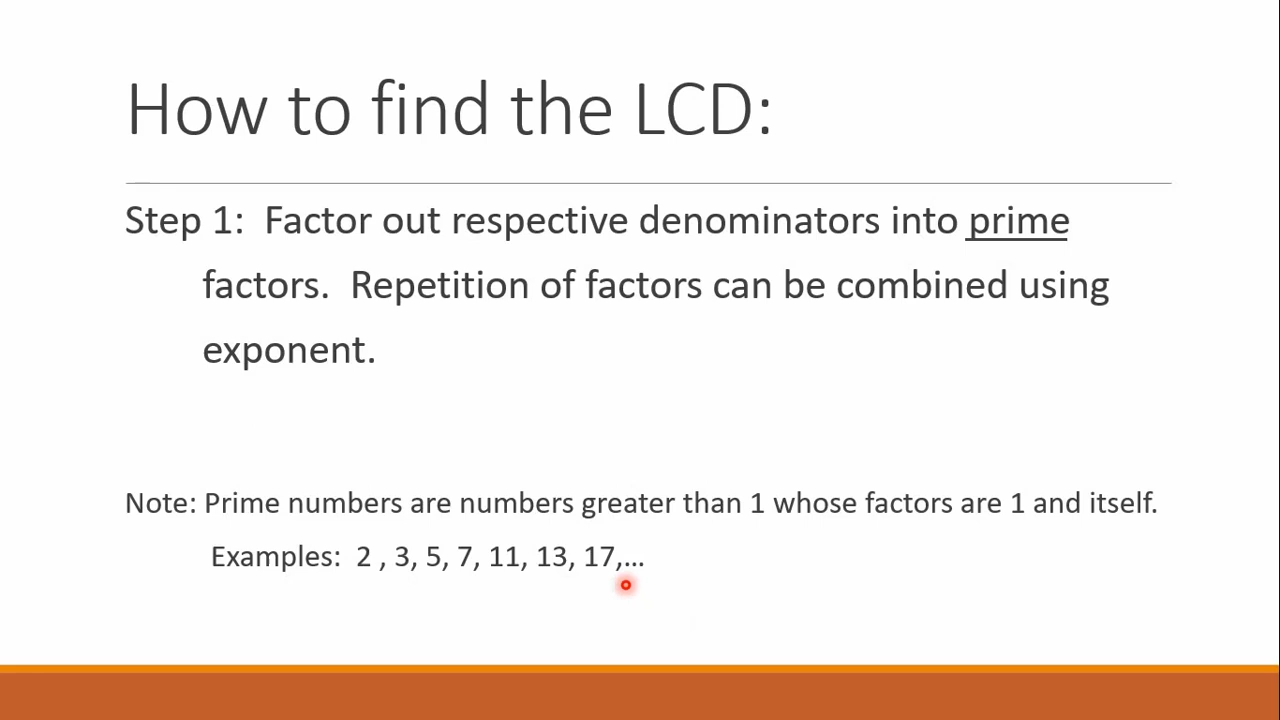 How to find the LCD:
Step 1:  Factor out respective denominators into prime
factors.  Repetition of factors can be combined using
exponent.
Note: Prime numbers are numbers greater than 1 whose factors are 1 and itself.
Examples:  2 , 3, 5, 7, 11, 13, 17,...